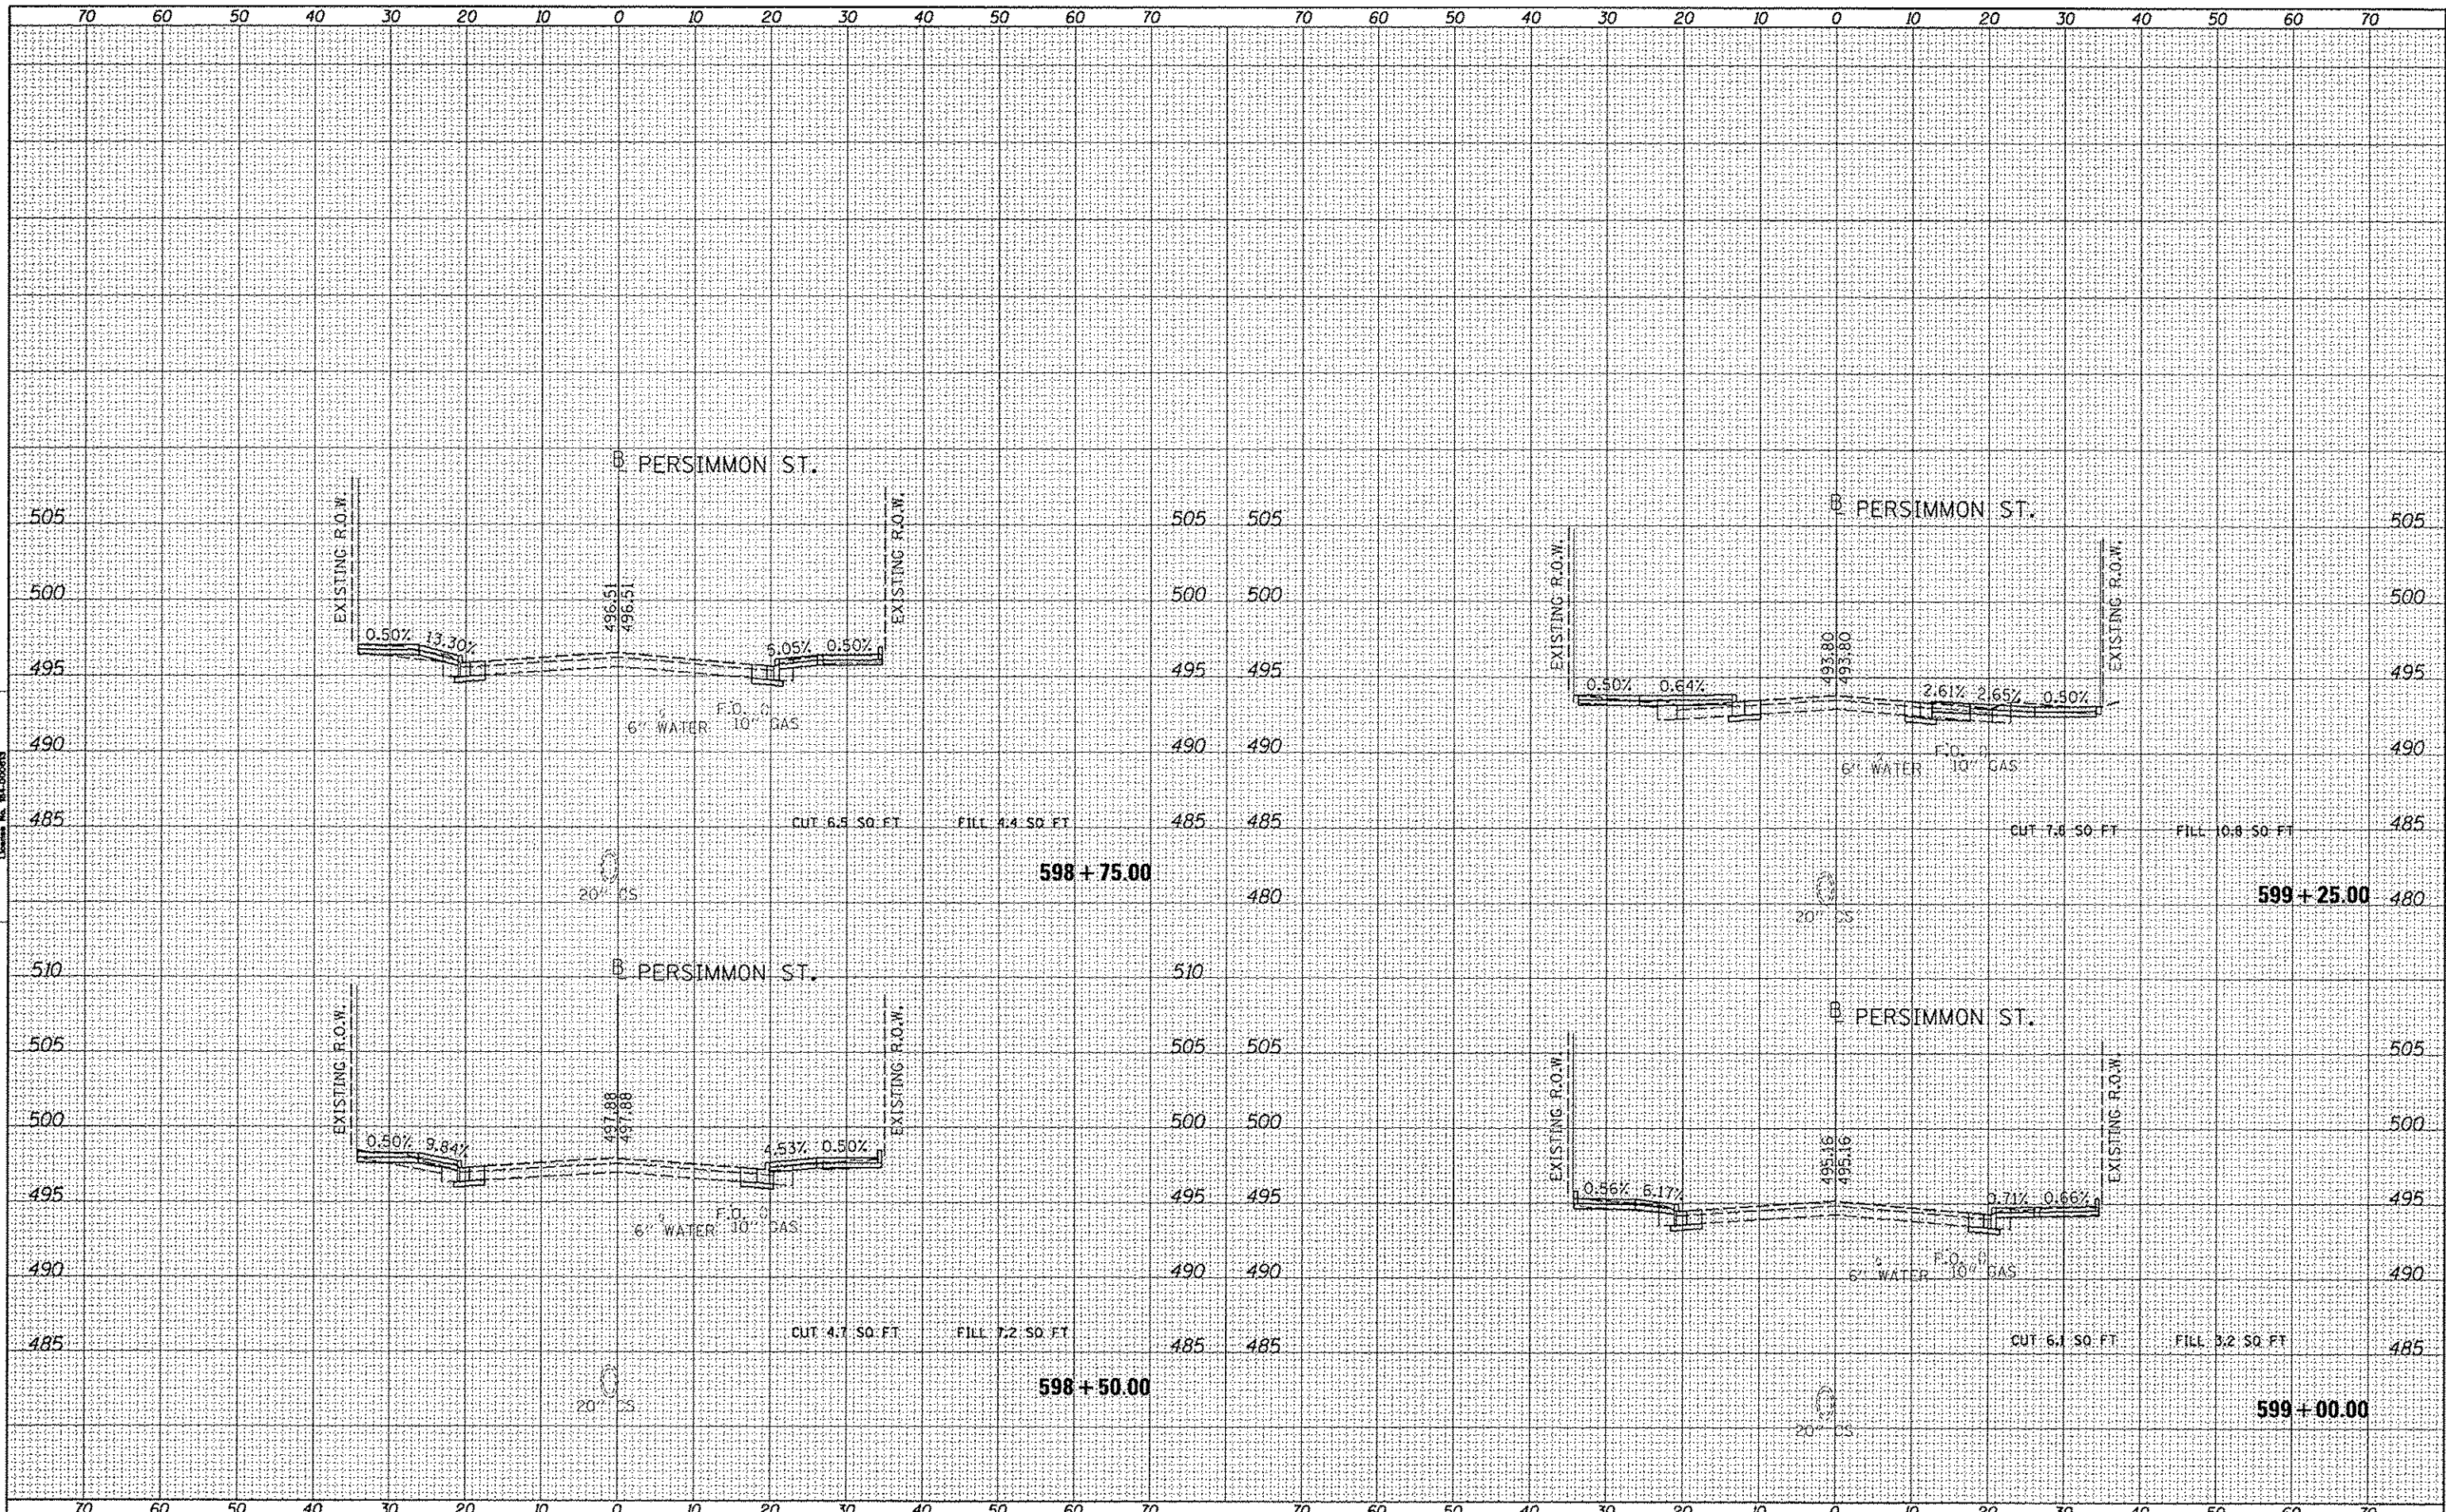 70 60 50 40 30 20 10 0 10 20 30 40 50 60 70 70 60 50 40 30 20 10 0 10 20 30 40 50 60 70
B PERSIMMON ST.
EXISTING R.O.W.
EXISTING R.O.W.
496.51
496.51
0.50% 13.30%
5.05% 0.50%
505 505
500 500
495 495
490 490
485 485
F.O.
6" WATER 10" GAS
CUT 6.5 SQ FT FILL 4.4 SQ FT
20" CS
598+75.00
B PERSIMMON ST.
EXISTING R.O.W.
EXISTING R.O.W.
497.88
497.88
0.50% 9.84%
4.53% 0.50%
510 510
505 505
500 500
495 495
490 490
485 485
F.O.
6" WATER 10" GAS
CUT 4.7 SQ FT FILL 7.2 SQ FT
20" CS
598+50.00
B PERSIMMON ST.
EXISTING R.O.W.
EXISTING R.O.W.
493.80
493.80
0.50% 0.64%
2.61% 2.65% 0.50%
505 505
500
495 495
490 490
485 485
480 480
F.O.
6" WATER 10" GAS
CUT SQ FT FILL 10.8 SQ FT
20" CS
599+25.00
B PERSIMMON ST.
EXISTING R.O.W.
EXISTING R.O.W.
495.16
495.16
0.56% 6.17%
0.71% 0.66%
505 505
500
495 495
490 490
485 485
F.O.
6" WATER 10" GAS
CUT 6.1 SQ FT FILL 3.2 SQ FT
20" CS
599+00.00
70 60 50 40 30 20 10 0 10 20 30 40 50 60 70 70 60 50 40 30 20 10 0 10 20 30 40 50 60 70